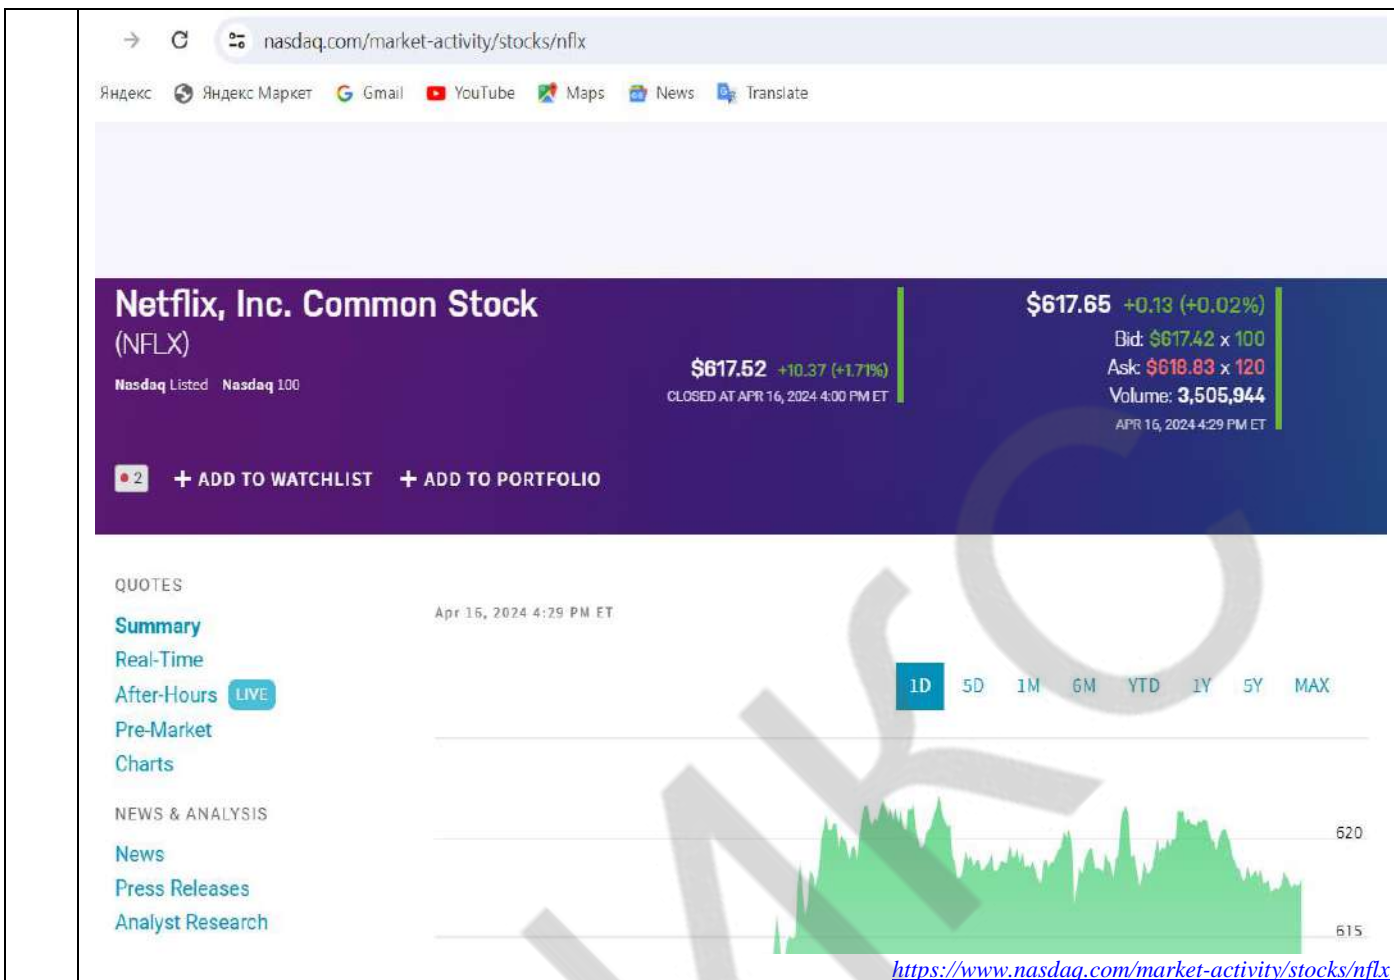 nasdaq.com/market-activity/stocks/nflx
Яндекс Яндекс Маркет Gmail YouTube Maps News Translate
Netflix, Inc. Common Stock
(NFLX)
Nasdaq Listed Nasdaq 100
$617.52 +10.37 (+1.71%)
CLOSED AT APR 16, 2024 4:00 PM ET
$617.65 +0.13 (+0.02%)
Bid: $617.42 x 100
Ask: $618.83 x 120
Volume: 3,505,944
APR 16, 2024 4:29 PM ET
2 + ADD TO WATCHLIST + ADD TO PORTFOLIO
QUOTES
Summary
Real-Time
After-Hours LIVE
Pre-Market
Charts
NEWS & ANALYSIS
News
Press Releases
Analyst Research
Apr 16, 2024 4:29 PM ET
1D 5D 1M 6M YTD 1Y 5Y MAX
620
615
https://www.nasdaq.com/market-activity/stocks/nflx